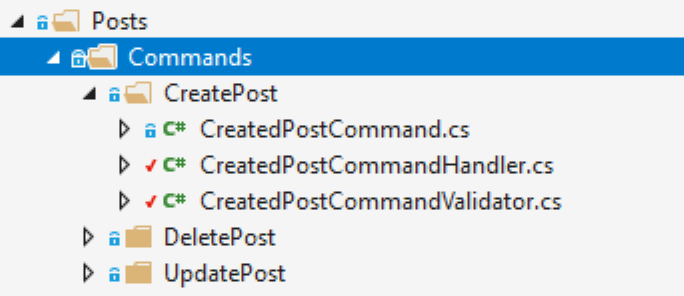 Posts
Commands
CreatePost
C# CreatedPostCommand.cs
C# CreatedPostCommandHandler.cs
C# CreatedPostCommandValidator.cs
DeletePost
UpdatePost